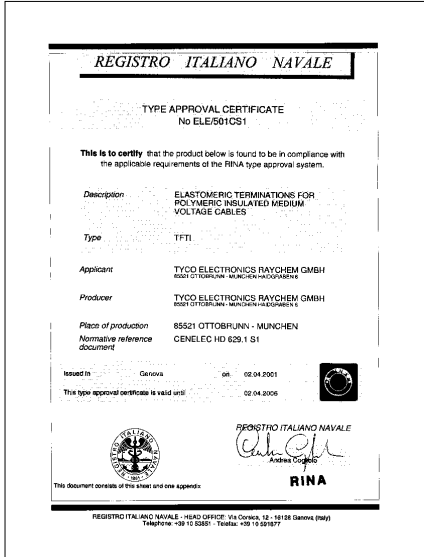 REGISTRO ITALIANO NAVALE
TYPE APPROVAL CERTIFICATE
No ELE/501CS1
This is to certify that the product below is found to be in compliance with
the applicable requirements of the RINA type approval system.
Description ELASTOMERIC TERMINATIONS FOR
POLYMERIC INSULATED MEDIUM
VOLTAGE CABLES
Type TFTI
Applicant TYCO ELECTRONICS RAYCHEM GMBH
85521 OTTOBRUNN - MUNCHEN HAIDGRABEN 6
Producer TYCO ELECTRONICS RAYCHEM GMBH
85521 OTTOBRUNN - MUNCHEN HAIDGRABEN 6
Place of production 85521 OTTOBRUNN - MUNCHEN
Normative reference CENELEC HD 629.1 S1
document
Issued in Genova on 02.04.2001
This type approval certificate is valid until 02.04.2006
REGISTRO ITALIANO NAVALE
REGISTRO ITALIANO NAVALE
1861
Andrea Cogliolo
RINA
This document consists of this sheet and one appendix
REGISTRO ITALIANO NAVALE - HEAD OFFICE: Via Corsica, 12 - 16128 Genova (Italy)
Telephone: +39 10 53851 - Telefax: +39 10 591877